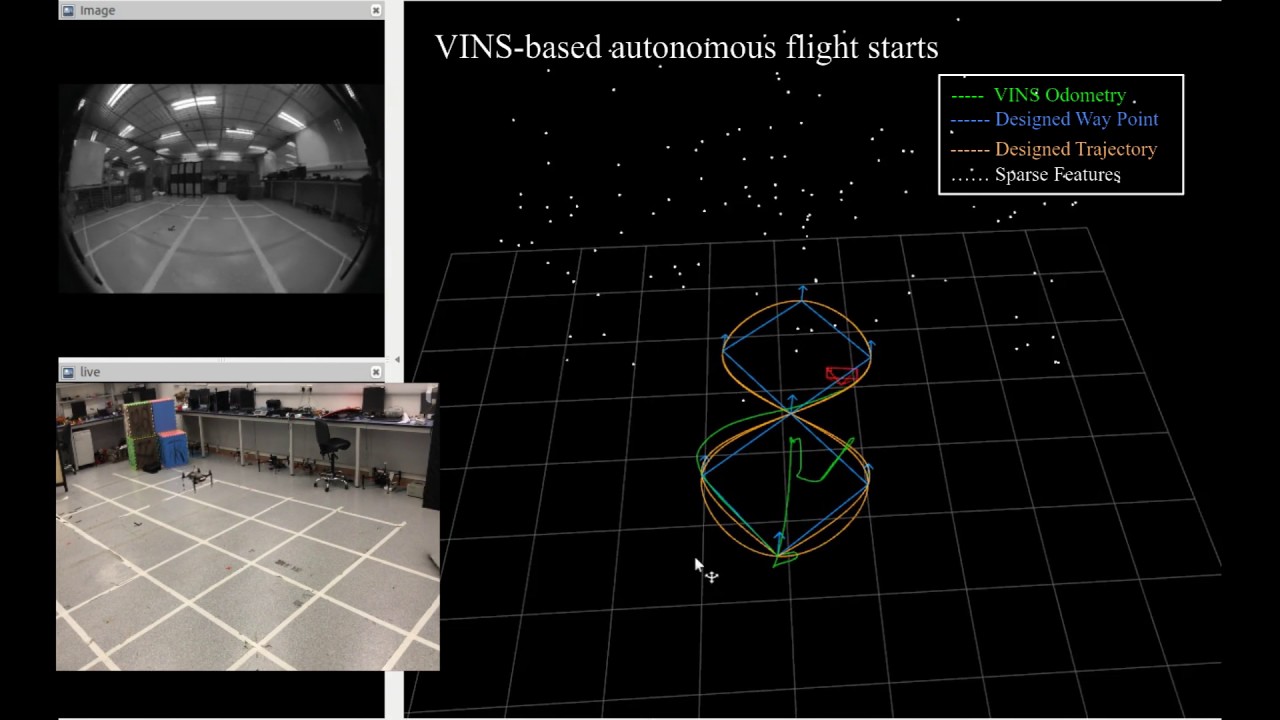 Image
VINS-based autonomous flight starts
----- VINS Odometry
------ Designed Way Point
------ Designed Trajectory
...... Sparse Features
live